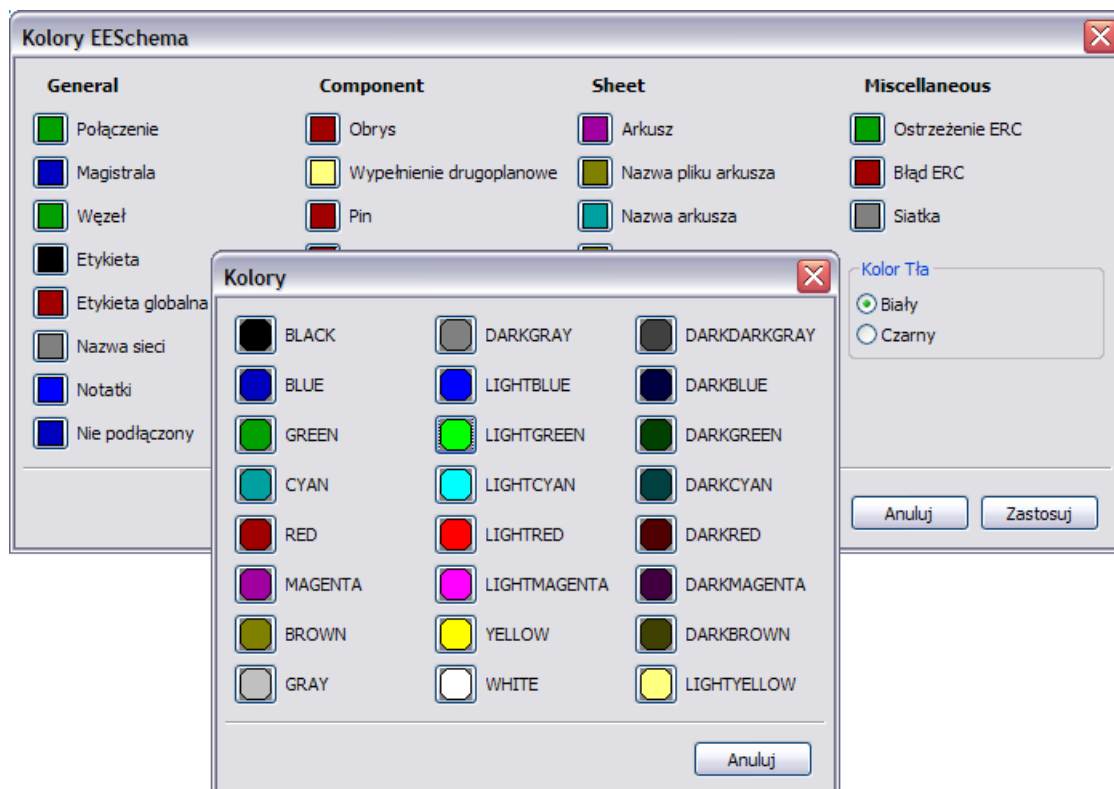 Kolory EESchema
General Component Sheet Miscellaneous
Połączenie Obrys Arkusz Ostrzeżenie ERC
Magistrala Wypełnienie drugoplanowe Nazwa pliku arkusza Błąd ERC
Węzeł Pin Nazwa arkusza Siatka
Etykieta
Kolor Tła
Etykieta globalna
Biały
Nazwa sieci
Czarny
Notatki
Nie podłączony
Anuluj Zastosuj
Kolory
BLACK DARKGRAY DARKDARKGRAY
BLUE LIGHTBLUE DARKBLUE
GREEN LIGHTGREEN DARKGREEN
CYAN LIGHTCYAN DARKCYAN
RED LIGHTRED DARKRED
MAGENTA LIGHTMAGENTA DARKMAGENTA
BROWN YELLOW DARKBROWN
GRAY WHITE LIGHTYELLOW
Anuluj